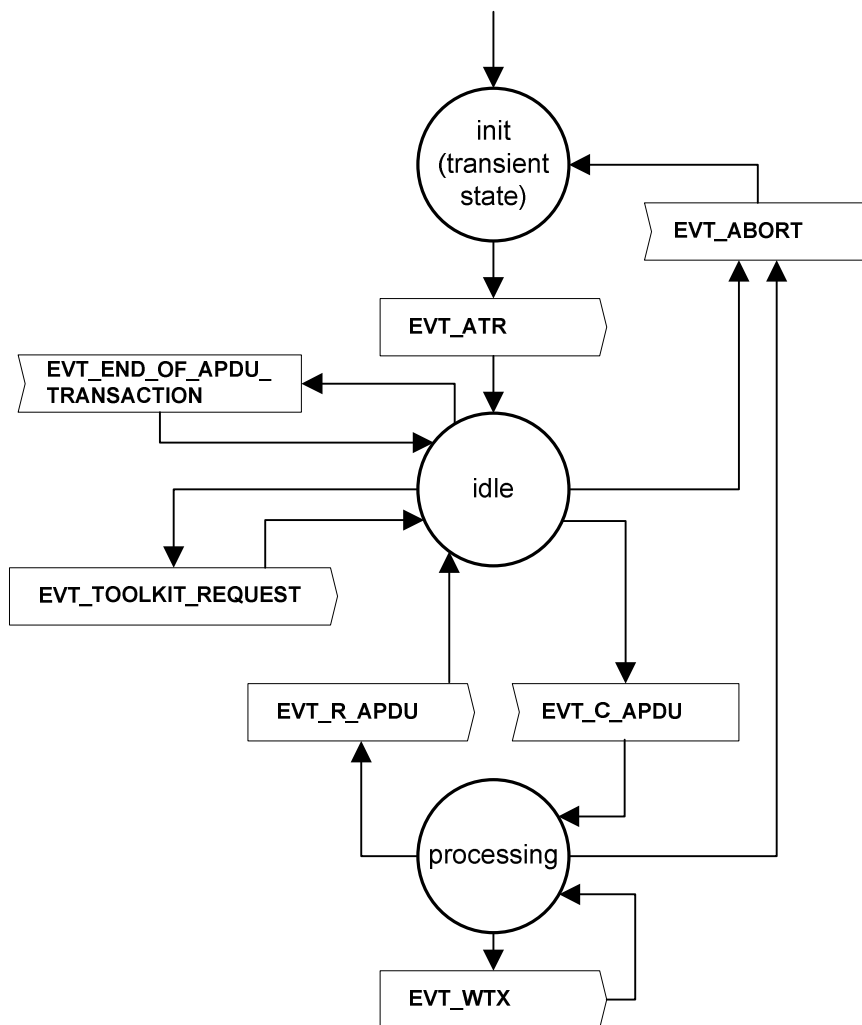 init
(transient
state)
EVT_ABORT
EVT_ATR
EVT_END_OF_APDU_
TRANSACTION
idle
EVT_TOOLKIT_REQUEST
EVT_R_APDU
EVT_C_APDU
processing
EVT_WTX